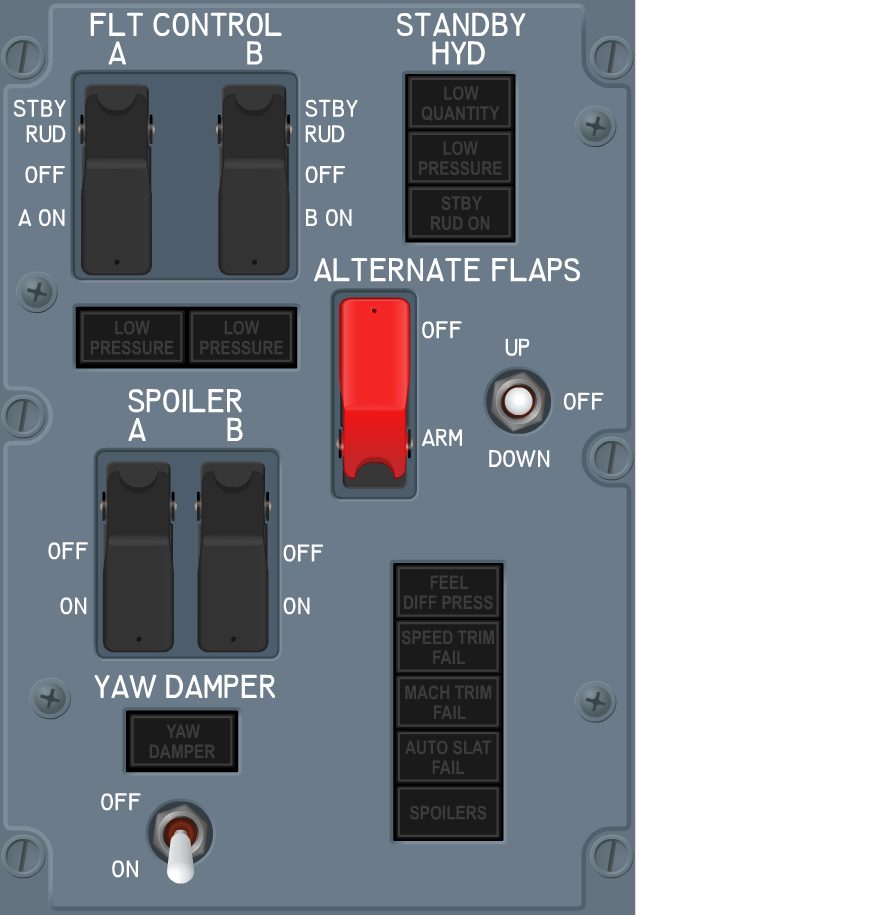 FLT CONTROL
A B
STBY
RUD
OFF
A ON
STBY
RUD
OFF
B ON
LOW
PRESSURE
LOW
PRESSURE
STANDBY
HYD
LOW
QUANTITY
LOW
PRESSURE
STBY
RUD ON
ALTERNATE FLAPS
OFF
ARM
UP
OFF
DOWN
SPOILER
A B
OFF
ON
OFF
ON
FEEL
DIFF PRESS
SPEED TRIM
FAIL
MACH TRIM
FAIL
AUTO SLAT
FAIL
SPOILERS
YAW DAMPER
YAW
DAMPER
OFF
ON